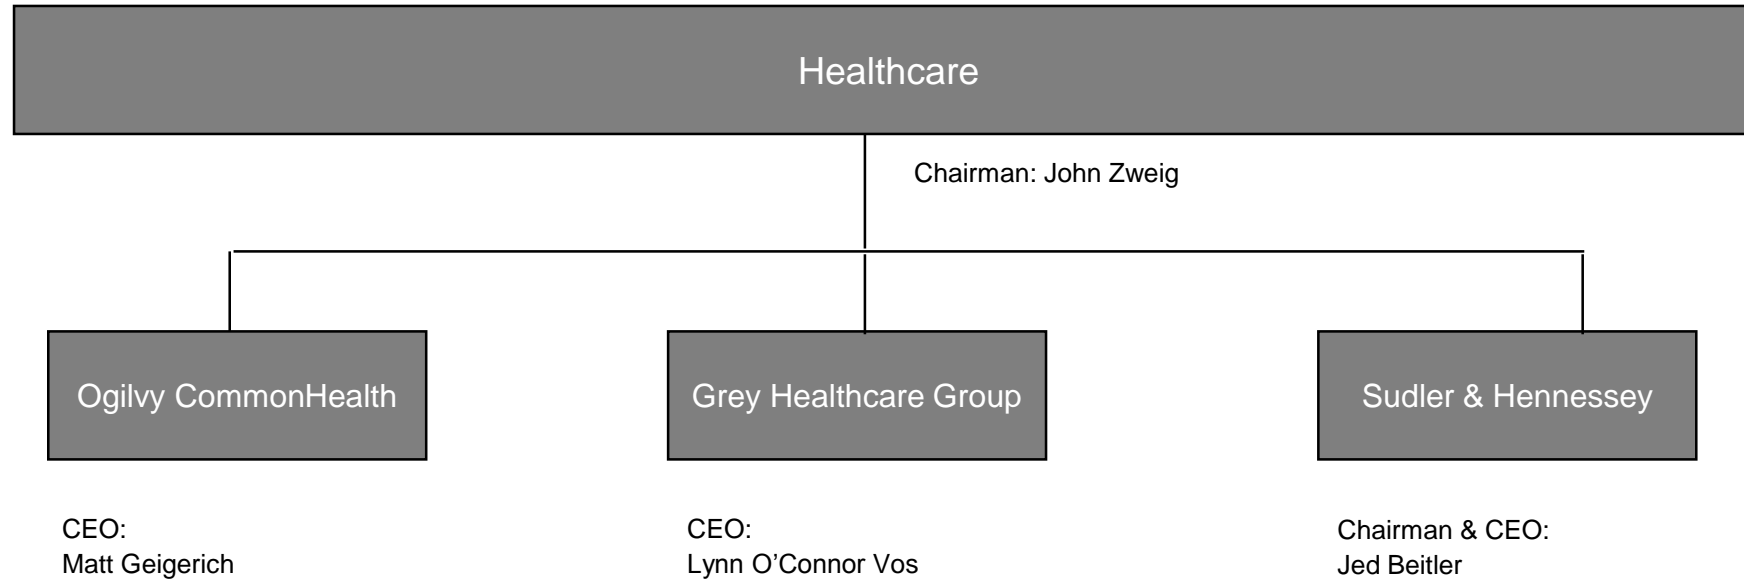 Healthcare
Chairman: John Zweig
Ogilvy CommonHealth
Grey Healthcare Group
Sudler & Hennessey
CEO:
Matt Geigerich
CEO:
Lynn O’Connor Vos
Chairman & CEO:
Jed Beitler